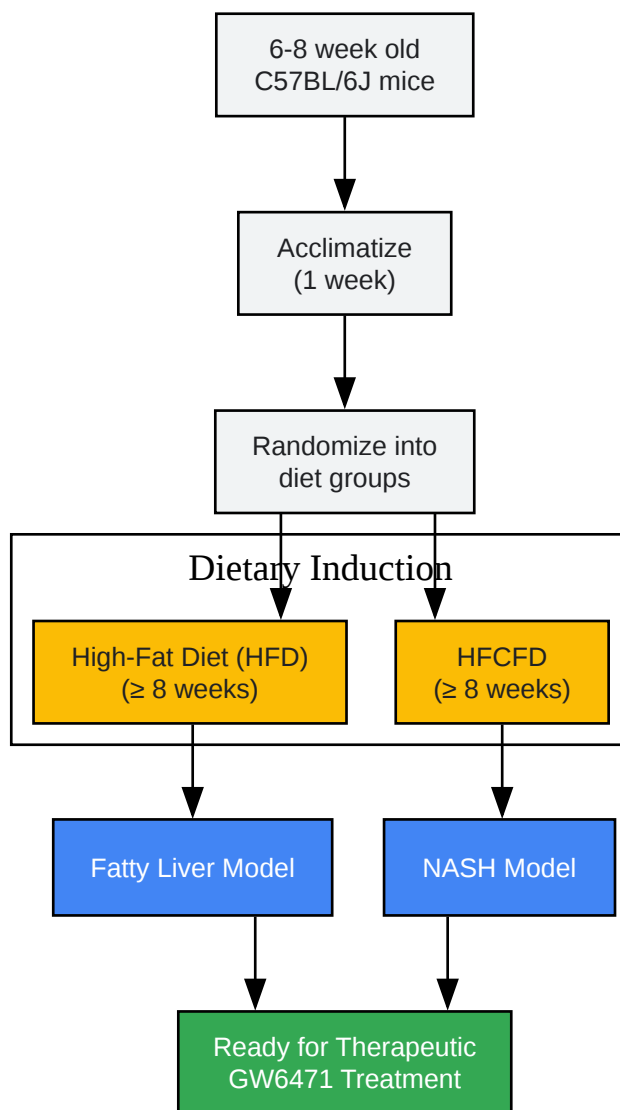 6-8 week old
C57BL/6J mice
Acclimatize
(1 week)
Randomize into
diet groups
Dietary Induction
High-Fat Diet (HFD)
(≥ 8 weeks)
HFCFD
(≥ 8 weeks)
Fatty Liver Model
NASH Model
Ready for Therapeutic
GW6471 Treatment